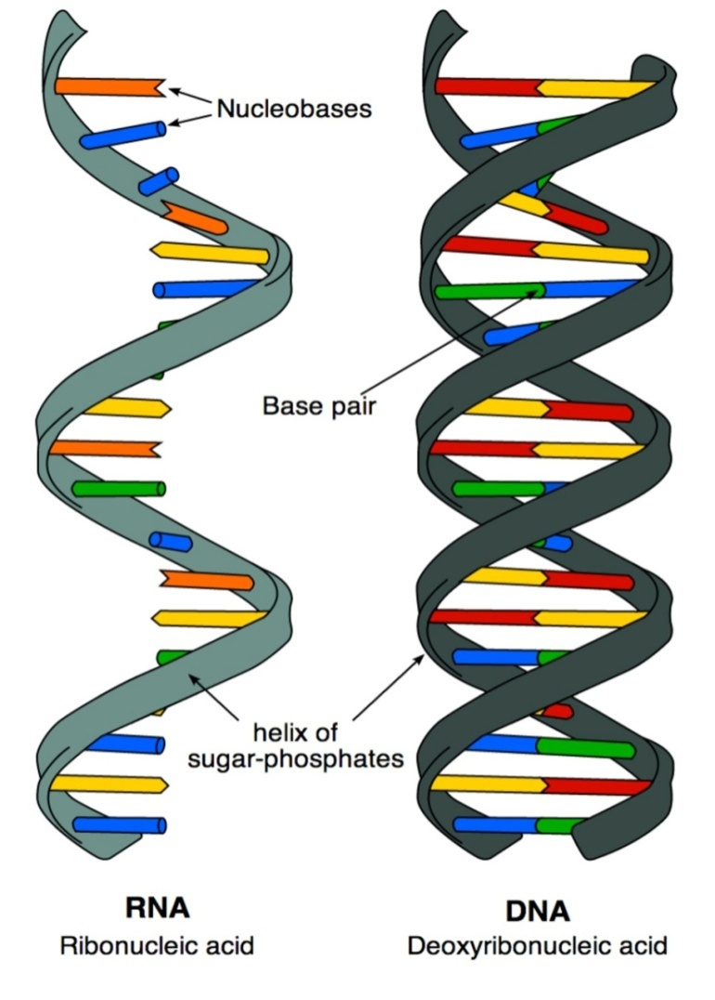 Nucleobases
Base pair
helix of
sugar-phosphates
RNA
Ribonucleic acid
DNA
Deoxyribonucleic acid